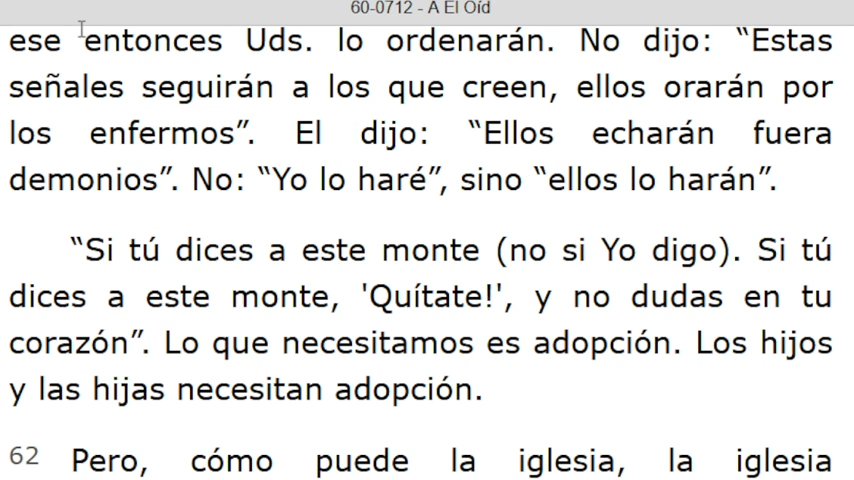 60-0712 - A El Oíd
ese entonces Uds. lo ordenarán. No dijo: “Estas
señales seguirán a los que creen, ellos orarán por
los enfermos”. El dijo: “Ellos echarán fuera
demonios”. No: “Yo lo haré”, sino “ellos lo harán”.
“Si tú dices a este monte (no si Yo digo). Si tú
dices a este monte, 'Quítate!', y no dudas en tu
corazón”. Lo que necesitamos es adopción. Los hijos
y las hijas necesitan adopción.
62 Pero, cómo puede la iglesia, la iglesia